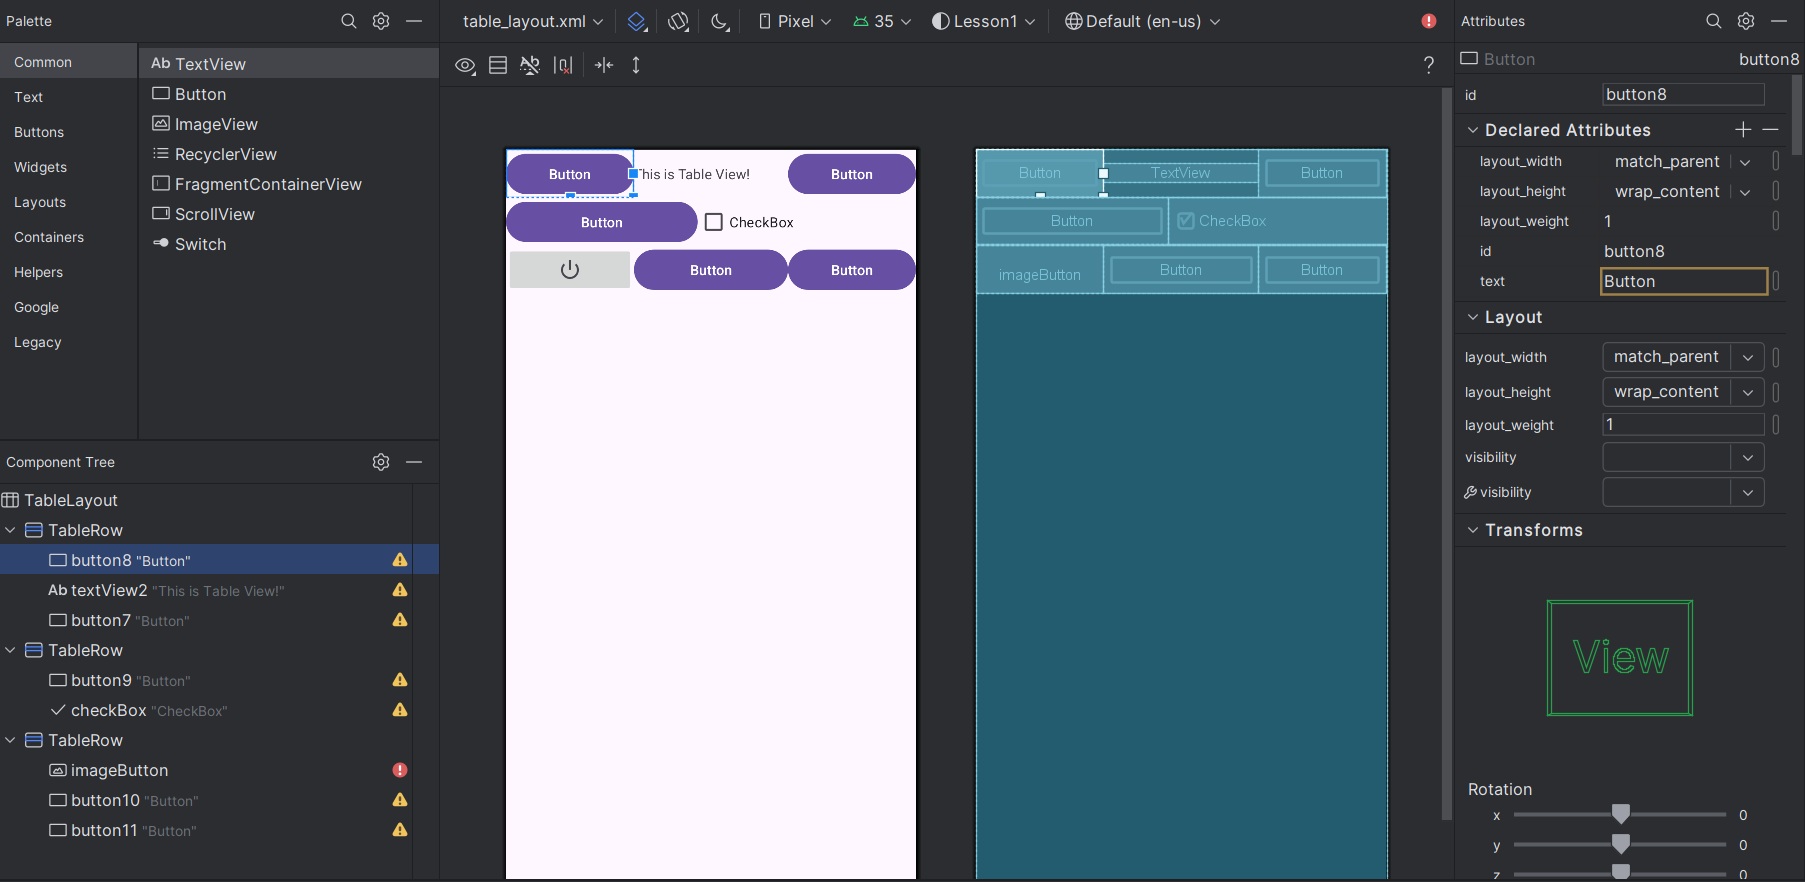 Palette
table_layout.xml
Pixel
35
Lesson1
Default (en-us)
Attributes
Common
Text
Buttons
Widgets
Layouts
Containers
Helpers
Google
Legacy
Ab TextView
Button
ImageView
RecyclerView
FragmentContainerView
ScrollView
Switch
?
Component Tree
TableLayout
TableRow
button8 "Button"
Ab textView2 "This is Table View!"
button7 "Button"
TableRow
button9 "Button"
checkBox "CheckBox"
TableRow
imageButton
button10 "Button"
button11 "Button"
Button This is Table View! Button
Button CheckBox
Button Button
Button TextView Button
Button CheckBox
imageButton Button Button
Button button8
id button8
Declared Attributes
layout_width match_parent
layout_height wrap_content
layout_weight 1
id button8
text Button
Layout
layout_width match_parent
layout_height wrap_content
layout_weight 1
visibility
visibility
Transforms
View
Rotation
x 0
y 0
z 0